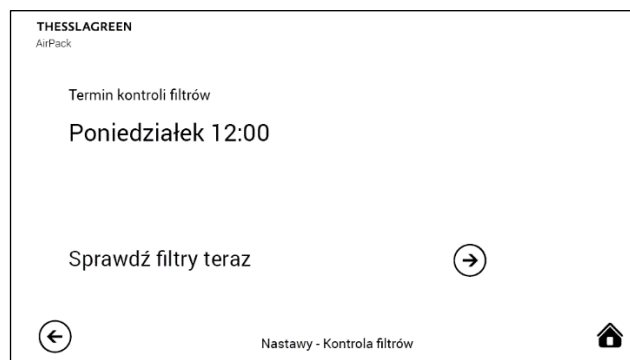 THESSLAGREEN
AirPack
Termin kontroli filtrów
Poniedziałek 12:00
Sprawdź filtry teraz
Nastawy - Kontrola filtrów